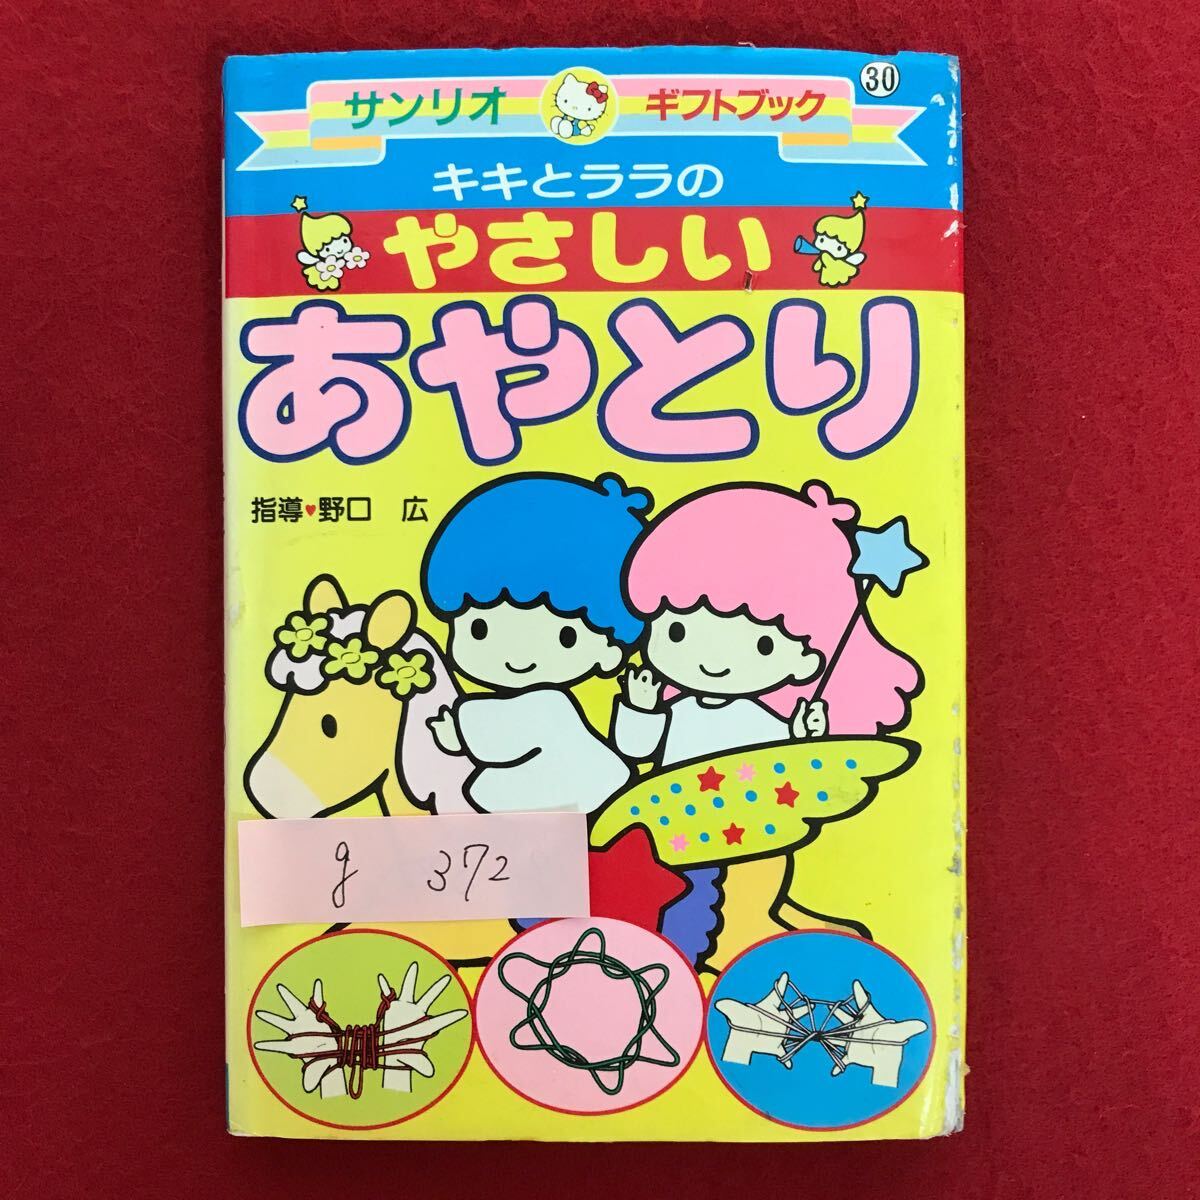 サンリオ ギフトブック 30
キキとララの
やさしい
あやとり
指導♥野口 広
g 372